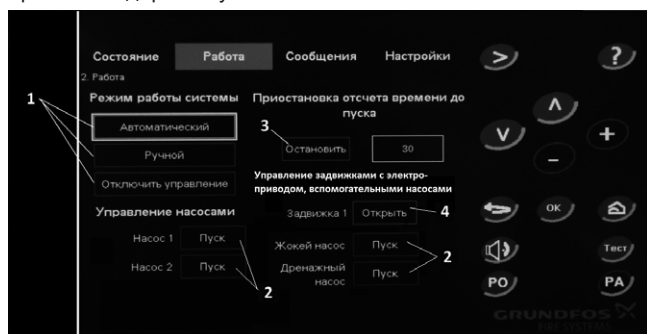 Состояние Работа Сообщения Настройки
2. Работа
Режим работы системы
Приостановка отсчета времени до
пуска
1
Автоматический
Ручной
Отключить управление
3
Остановить 30
Управление задвижками с электро-
приводом, вспомогательными насосами
Задвижка 1 Открыть 4
Управление насосами
Насос 1 Пуск
Насос 2 Пуск
2
Жокей насос Пуск
Дренажный
насос Пуск
2
>
?
Λ
V
+
-
OK
Тест
PO
PA
GRUNDFOS X